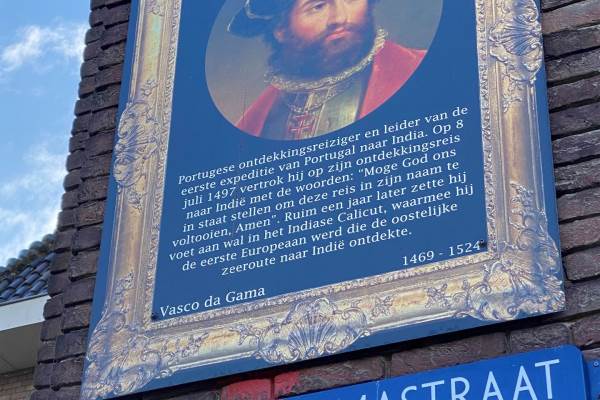 Portugese ontdekkingsreiziger en leider van de
eerste expeditie van Portugal naar India. Op 8
juli 1497 vertrok hij op zijn ontdekkingsreis
naar Indië met de woorden: “Moge God ons
in staat stellen om deze reis in zijn naam te
voltooien, Amen”. Ruim een jaar later zette hij
voet aan wal in het Indiase Calicut, waarmee hij
de eerste Europeaan werd die de oostelijke
zeeroute naar Indië ontdekte.
1469 - 1524
Vasco da Gama